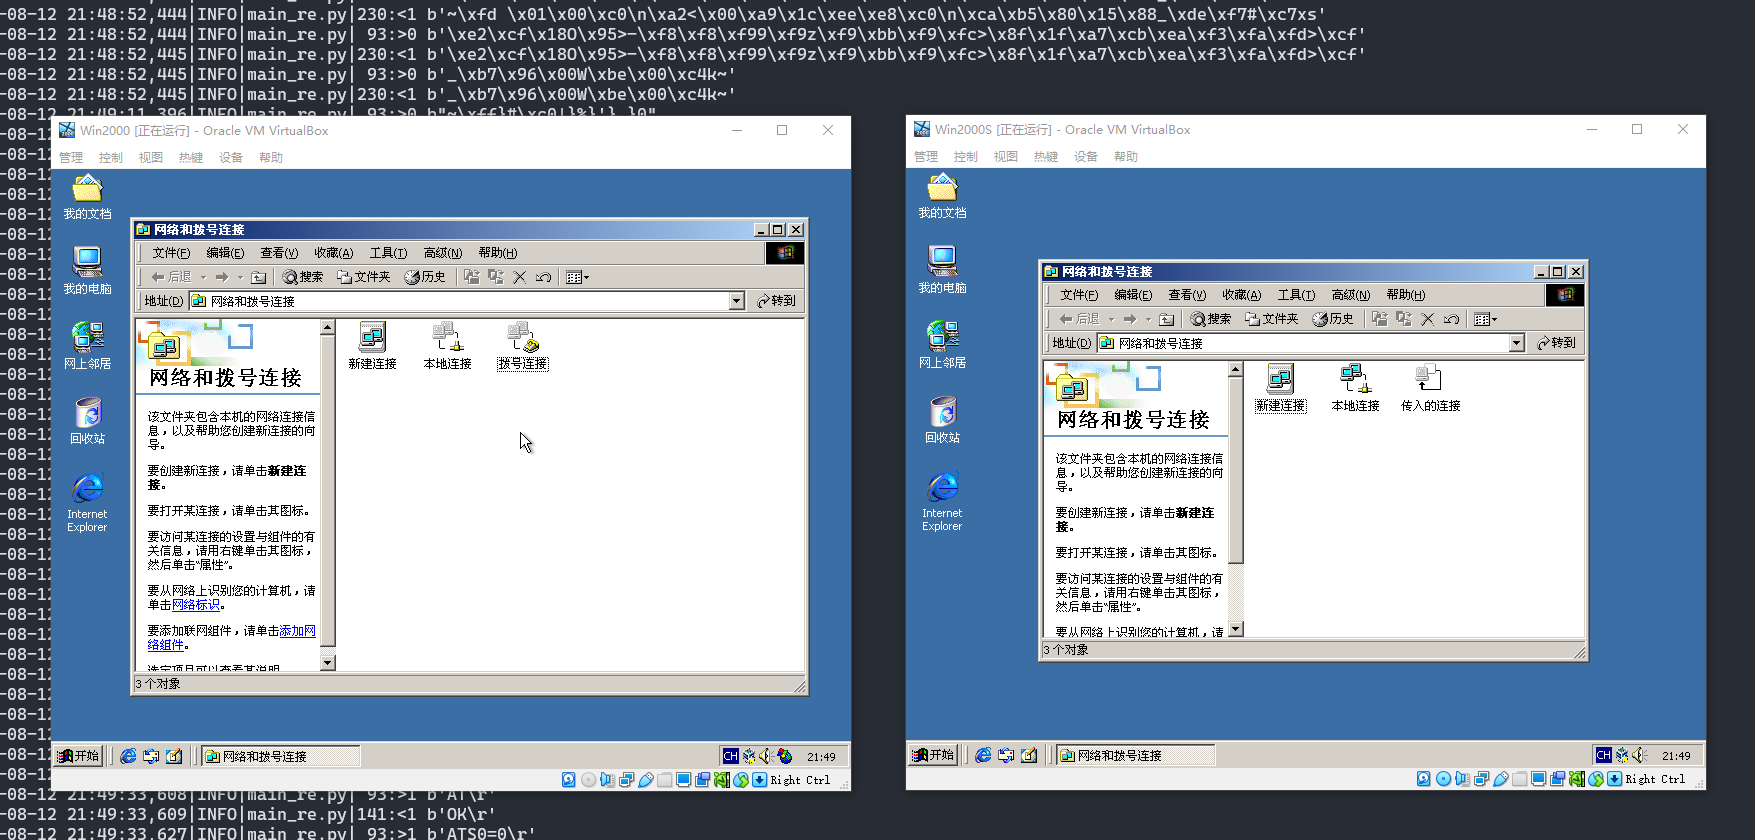 -08-12 21:48:52,444|INFO|main_re.py|230:<1 b'~\xfd \x01\x00\xc0\n\xa2<\x00\xa9\x1c\xee\xe8\xc0\n\xca\xb5\x80\x15\x88_\xde\xf7#\xc7xs'
-08-12 21:48:52,444|INFO|main_re.py| 93:>0 b'\xe2\xcf\x18O\x95>-\xf8\xf8\xf99\xf9z\xf9\xbb\xf9\xfc>\x8f\x1f\xa7\xcb\xea\xf3\xfa\xfd>\xcf'
-08-12 21:48:52,445|INFO|main_re.py|230:<1 b'\xe2\xcf\x18O\x95>-\xf8\xf8\xf99\xf9z\xf9\xbb\xf9\xfc>\x8f\x1f\xa7\xcb\xea\xf3\xfa\xfd>\xcf'
-08-12 21:48:52,445|INFO|main_re.py| 93:>0 b'_\xb7\x96\x00W\xbe\x00\xc4k~'
-08-12 21:48:52,445|INFO|main_re.py|230:<1 b'_\xb7\x96\x00W\xbe\x00\xc4k~'
-08-12 21:49:11,396|INFO|main_re.py| 93:>0 b"~\xff}#\xc0!}%}'} }0"
Win2000 [正在运行] - Oracle VM VirtualBox
管理 控制 视图 热键 设备 帮助
我的文档
我的电脑
网上邻居
回收站
Internet
Explorer
网络和拨号连接
文件(F) 编辑(E) 查看(V) 收藏(A) 工具(T) 高级(N) 帮助(H)
后退 搜索 文件夹 历史
地址(D) 网络和拨号连接 转到
网络和拨号连接
该文件夹包含本机的网络连接信
息，以及帮助您创建新连接的向
导。
要创建新连接，请单击新建连
接。
要打开某连接，请单击其图标。
要访问某连接的设置与组件的有
关信息，请用右键单击其图标，
然后单击“属性”。
要从网络上识别您的计算机，请
单击网络标识。
要添加联网组件，请单击添加网
络组件。
选定项目可以查看其说明
新建连接 本地连接 拨号连接
3 个对象
开始 网络和拨号连接 CH 21:49
Right Ctrl
Win2000S [正在运行] - Oracle VM VirtualBox
管理 控制 视图 热键 设备 帮助
我的文档
我的电脑
网上邻居
回收站
Internet
Explorer
网络和拨号连接
文件(F) 编辑(E) 查看(V) 收藏(A) 工具(T) 高级(N) 帮助(H)
后退 搜索 文件夹 历史
地址(D) 网络和拨号连接 转到
网络和拨号连接
该文件夹包含本机的网络连接信
息，以及帮助您创建新连接的向
导。
要创建新连接，请单击新建连
接。
要打开某连接，请单击其图标。
要访问某连接的设置与组件的有
关信息，请用右键单击其图标，
然后单击“属性”。
要从网络上识别您的计算机，请
新建连接 本地连接 传入的连接
3 个对象
开始 网络和拨号连接 CH 21:49
Right Ctrl
-08-12 21:49:33,608|INFO|main_re.py| 93:>1 b'AT\r'
-08-12 21:49:33,609|INFO|main_re.py|141:<1 b'OK\r'
-08-12 21:49:33,627|INFO|main_re.py| 93:>1 b'ATS0=0\r'